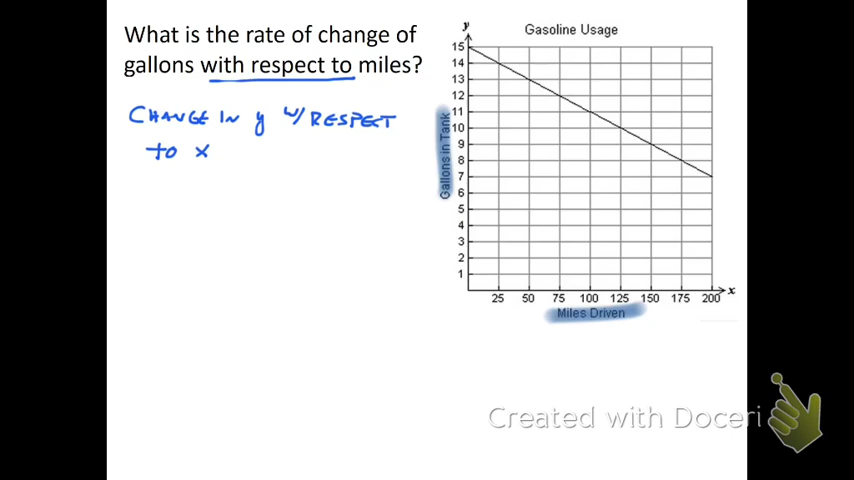 What is the rate of change of
gallons with respect to miles?
CHANGE IN y w/ RESPECT
to x
y
Gasoline Usage
15
14
13
12
11
10
9
8
7
6
5
4
3
2
1
Gallons in Tank
25 50 75 100 125 150 175 200 x
Miles Driven
Created with Doceri